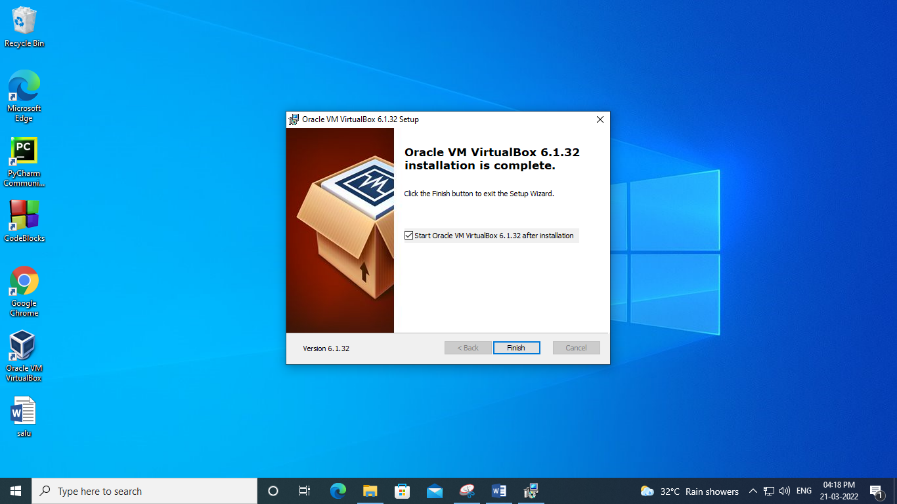 Recycle Bin
Microsoft
Edge
PC
PyCharm
Communi...
CodeBlocks
Google
Chrome
Oracle VM
VirtualBox
W
salu
Oracle VM VirtualBox 6.1.32 Setup
Oracle VM VirtualBox 6.1.32
installation is complete.
Click the Finish button to exit the Setup Wizard.
Start Oracle VM VirtualBox 6.1.32 after installation
Version 6.1.32
< Back
Finish
Cancel
Type here to search
W
32°C Rain showers
ENG
04:18 PM
21-03-2022
1